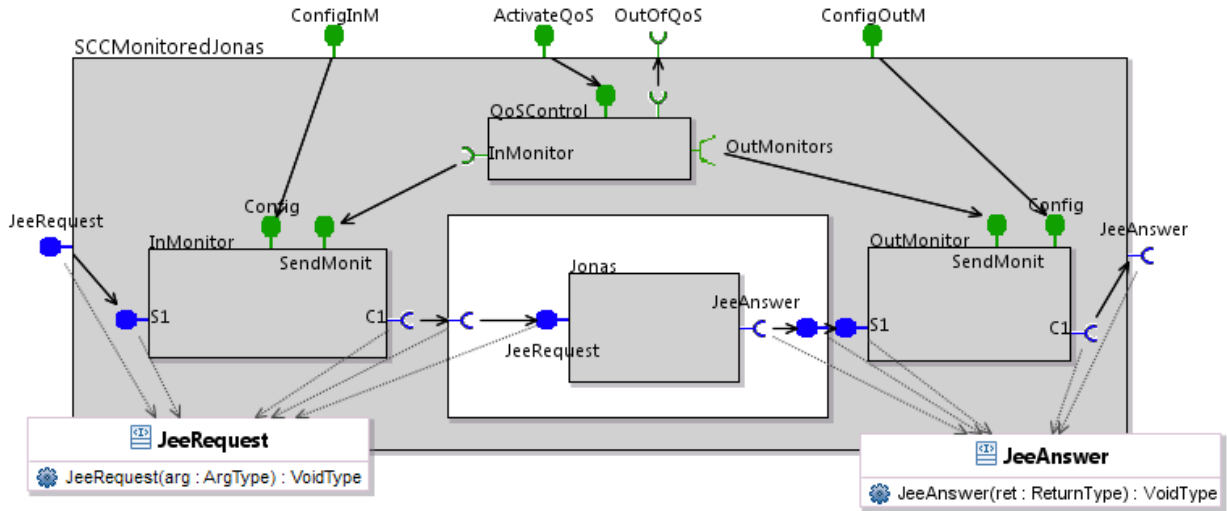 ConfigInM
ActivateQoS
OutOfQoS
ConfigOutM
SCCMonitoredJonas
QoSControl
InMonitor
OutMonitors
JeeRequest
Config
Config
JeeAnswer
InMonitor
SendMonit
OutMonitor
SendMonit
Jonas
JeeAnswer
S1
C1
JeeRequest
S1
C1
JeeRequest
JeeRequest(arg : ArgType) : VoidType
JeeAnswer
JeeAnswer(ret : ReturnType) : VoidType